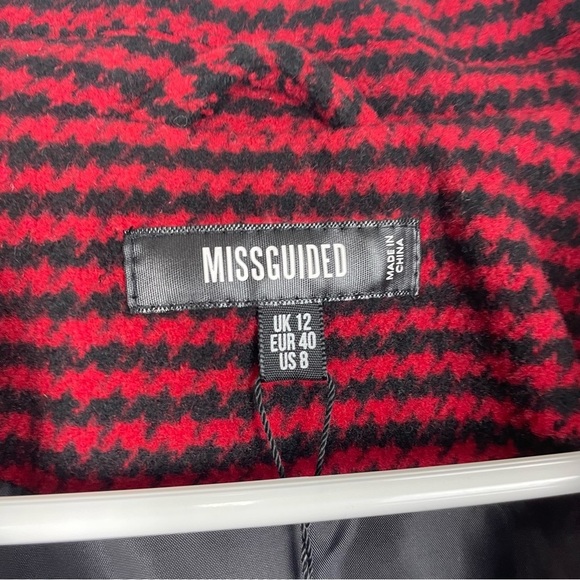 MISSGUIDED
MADE IN
CHINA
UK 12
EUR 40
US 8